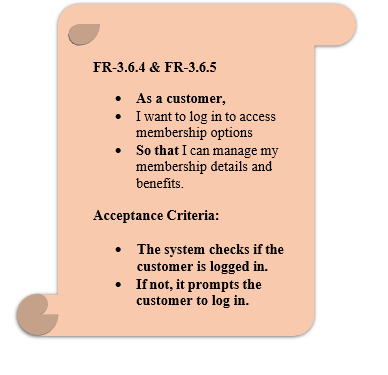 FR-3.6.4 & FR-3.6.5
• As a customer,
• I want to log in to access
membership options
• So that I can manage my
membership details and
benefits.
Acceptance Criteria:
• The system checks if the
customer is logged in.
• If not, it prompts the
customer to log in.